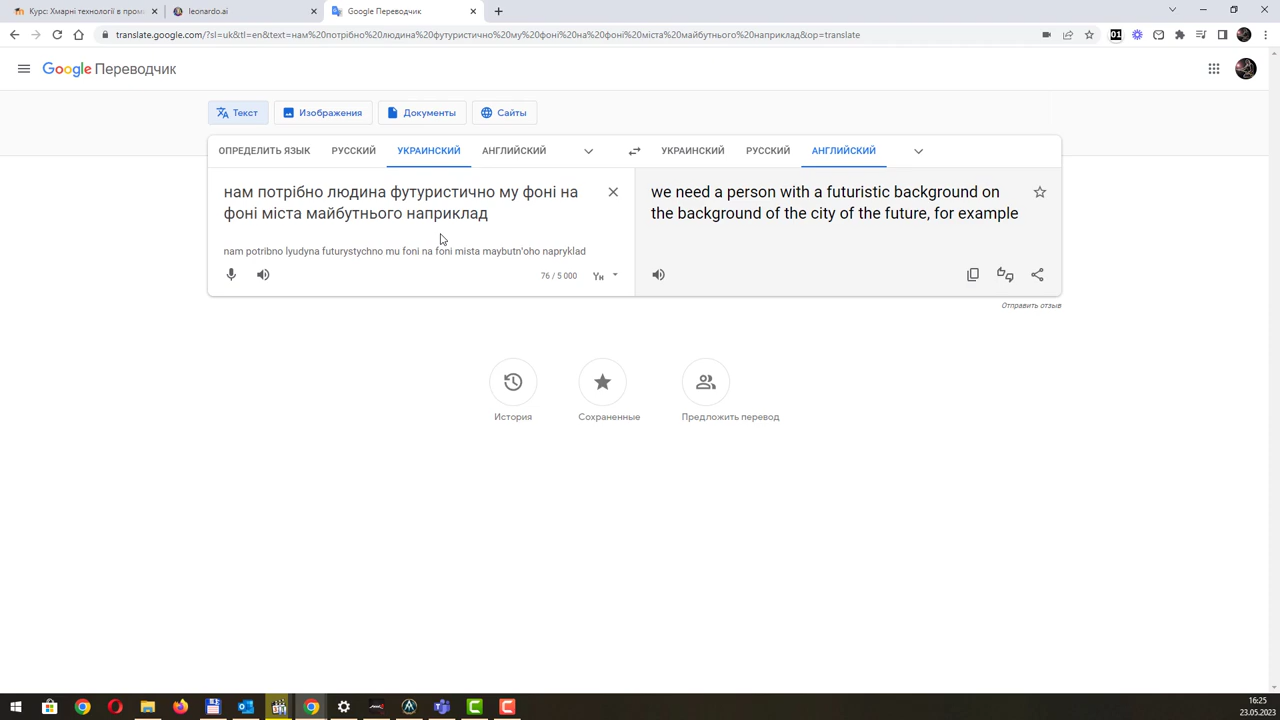 Курс: Хмарні технології в пром
leonardo.ai
Google Переводчик
translate.google.com/?sl=uk&tl=en&text=нам%20потрібно%20людина%20футуристично%20му%20фоні%20на%20фоні%20міста%20майбутнього%20наприклад&op=translate
01
Google Переводчик
Текст
Изображения
Документы
Сайты
ОПРЕДЕЛИТЬ ЯЗЫК РУССКИЙ УКРАИНСКИЙ АНГЛИЙСКИЙ
УКРАИНСКИЙ РУССКИЙ АНГЛИЙСКИЙ
нам потрібно людина футуристично му фоні на
фоні міста майбутнього наприклад
nam potribno lyudyna futurystychno mu foni na foni mista maybutnʹoho napryklad
76 / 5 000
we need a person with a futuristic background on
the background of the city of the future, for example
Отправить отзыв
История
Сохраненные
Предложить перевод
16:25
23.05.2023